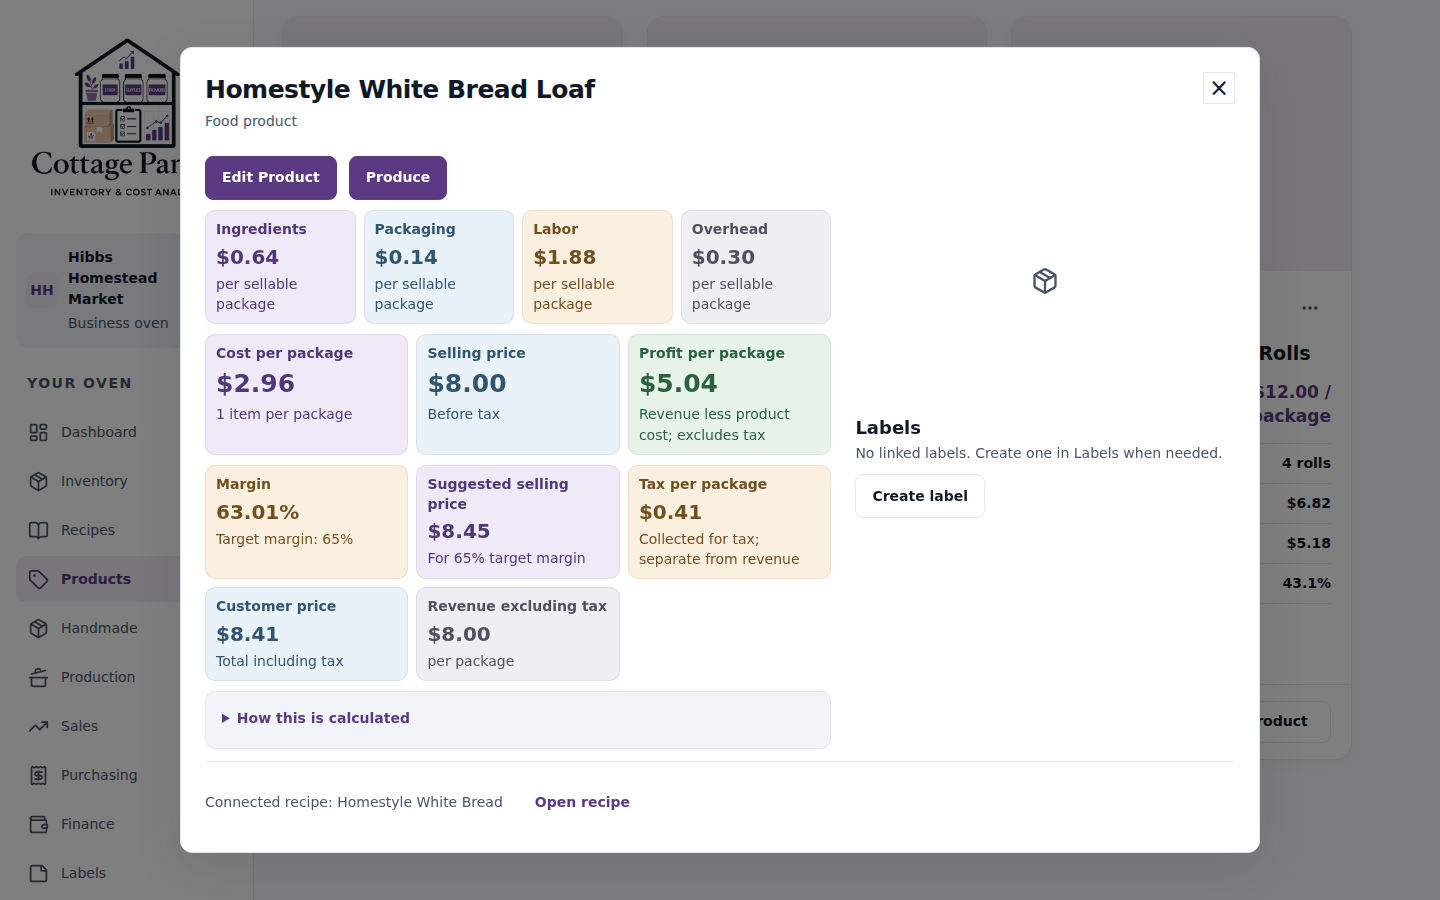 Cottage Pan
INVENTORY & COST ANAL
Hibbs
Homestead
Market
HH
Business oven
YOUR OVEN
Dashboard
Inventory
Recipes
Products
Handmade
Production
Sales
Purchasing
Finance
Labels
Homestyle White Bread Loaf
Food product
Edit Product
Produce
Ingredients
$0.64
per sellable
package
Packaging
$0.14
per sellable
package
Labor
$1.88
per sellable
package
Overhead
$0.30
per sellable
package
Cost per package
$2.96
1 item per package
Selling price
$8.00
Before tax
Profit per package
$5.04
Revenue less product
cost; excludes tax
Margin
63.01%
Target margin: 65%
Suggested selling
price
$8.45
For 65% target margin
Tax per package
$0.41
Collected for tax;
separate from revenue
Customer price
$8.41
Total including tax
Revenue excluding tax
$8.00
per package
How this is calculated
Connected recipe: Homestyle White Bread
Open recipe
Labels
No linked labels. Create one in Labels when needed.
Create label
Rolls
$12.00 /
package
4 rolls
$6.82
$5.18
43.1%
roduct